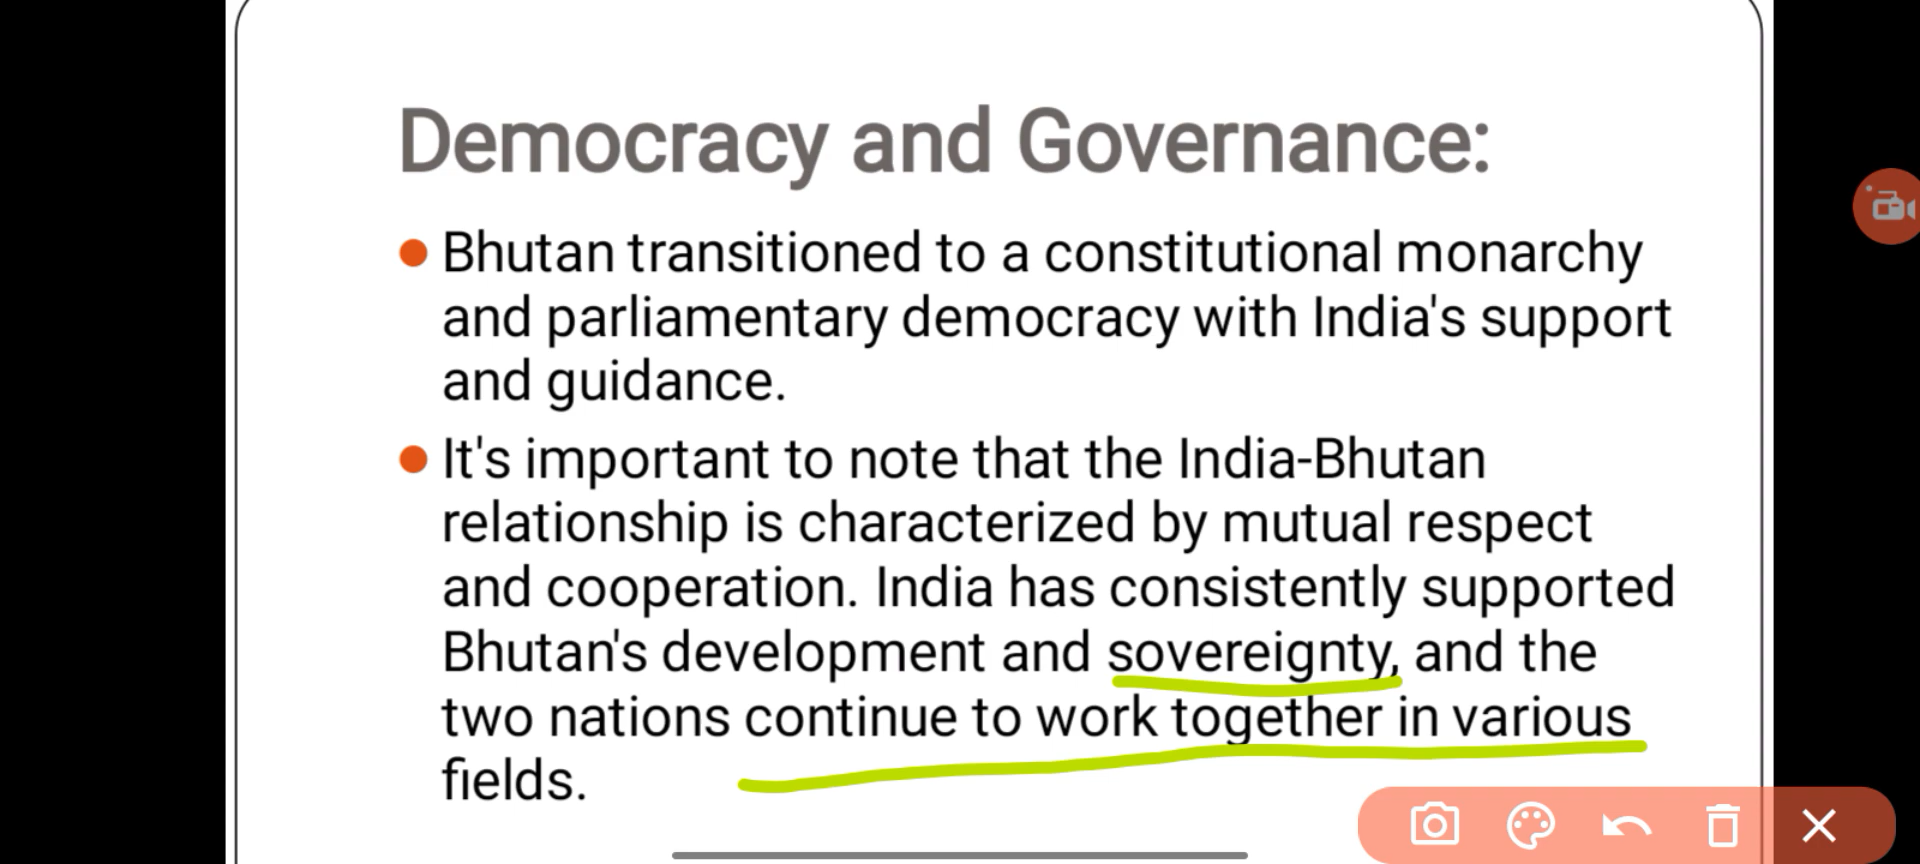 Democracy and Governance:
Bhutan transitioned to a constitutional monarchy
and parliamentary democracy with India's support
and guidance.
It's important to note that the India-Bhutan
relationship is characterized by mutual respect
and cooperation. India has consistently supported
Bhutan's development and sovereignty, and the
two nations continue to work together in various
fields.